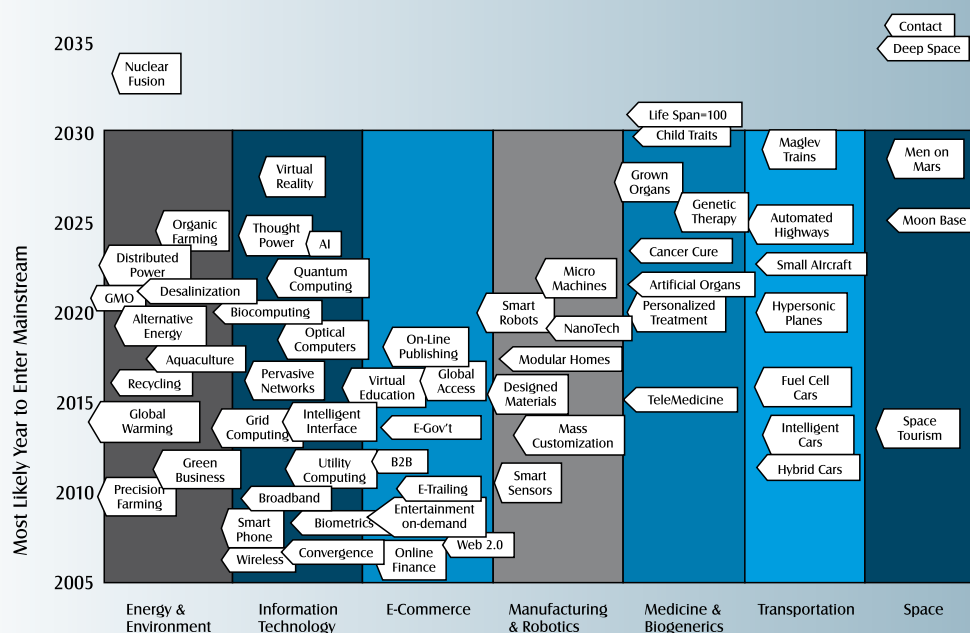 Most Likely Year to Enter Mainstream
2035
2030
2025
2020
2015
2010
2005
Nuclear
Fusion
Organic
Farming
Distributed
Power
GMO
Desalinization
Alternative
Energy
Aquaculture
Recycling
Global
Warming
Green
Business
Precision
Farming
Virtual
Reality
Thought
Power
AI
Quantum
Computing
Biocomputing
Optical
Computers
Pervasive
Networks
Grid
Computing
Intelligent
Interface
Utility
Computing
Broadband
Smart
Phone
Biometrics
Wireless
Convergence
On-Line
Publishing
Global
Access
Virtual
Education
E-Gov't
B2B
E-Trailing
Entertainment
on-demand
Web 2.0
Online
Finance
Micro
Machines
Smart
Robots
NanoTech
Modular Homes
Designed
Materials
Mass
Customization
Smart
Sensors
Life Span=100
Child Traits
Grown
Organs
Genetic
Therapy
Cancer Cure
Artificial Organs
Personalized
Treatment
TeleMedicine
Maglev
Trains
Automated
Highways
Small Aircraft
Hypersonic
Planes
Fuel Cell
Cars
Intelligent
Cars
Hybrid Cars
Contact
Deep Space
Men on
Mars
Moon Base
Space
Tourism
Energy &
Environment
Information
Technology
E-Commerce
Manufacturing
& Robotics
Medicine &
Biogenerics
Transportation
Space